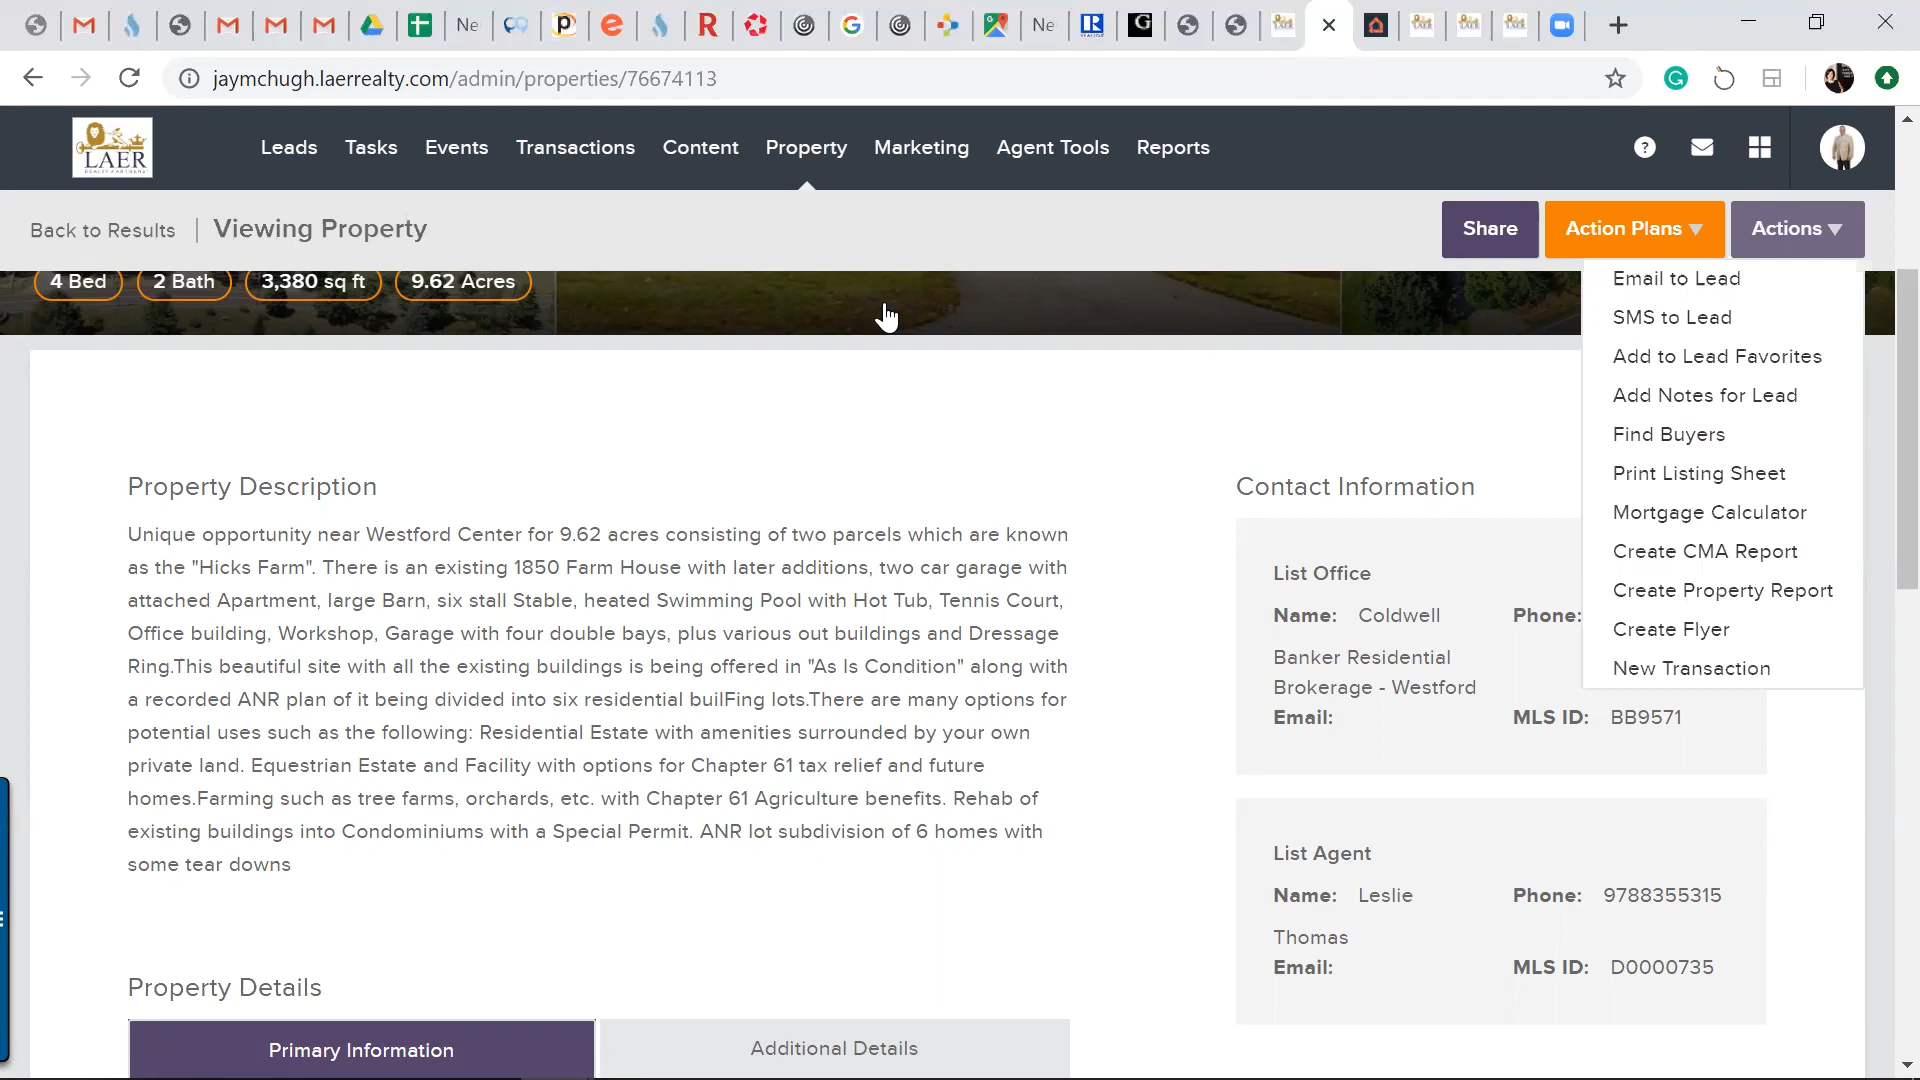 Ne
Ne
jaymchugh.laerrealty.com/admin/properties/76674113
LAER
Leads Tasks Events Transactions Content Property Marketing Agent Tools Reports
Back to Results | Viewing Property
Share
Action Plans
Actions
4 Bed
2 Bath
3,380 sq ft
9.62 Acres
Email to Lead
SMS to Lead
Add to Lead Favorites
Add Notes for Lead
Find Buyers
Print Listing Sheet
Mortgage Calculator
Create CMA Report
Create Property Report
Create Flyer
New Transaction
Property Description
Unique opportunity near Westford Center for 9.62 acres consisting of two parcels which are known
as the "Hicks Farm". There is an existing 1850 Farm House with later additions, two car garage with
attached Apartment, large Barn, six stall Stable, heated Swimming Pool with Hot Tub, Tennis Court,
Office building, Workshop, Garage with four double bays, plus various out buildings and Dressage
Ring.This beautiful site with all the existing buildings is being offered in "As Is Condition" along with
a recorded ANR plan of it being divided into six residential builFing lots.There are many options for
potential uses such as the following: Residential Estate with amenities surrounded by your own
private land. Equestrian Estate and Facility with options for Chapter 61 tax relief and future
homes.Farming such as tree farms, orchards, etc. with Chapter 61 Agriculture benefits. Rehab of
existing buildings into Condominiums with a Special Permit. ANR lot subdivision of 6 homes with
some tear downs
Contact Information
List Office
Name: Coldwell Phone:
Banker Residential
Brokerage - Westford
Email: MLS ID: BB9571
List Agent
Name: Leslie Phone: 9788355315
Thomas
Email: MLS ID: D0000735
Property Details
Primary Information
Additional Details